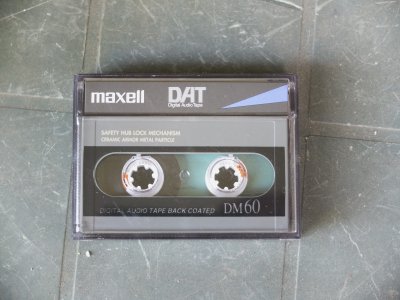 maxell
DAT
Digital Audio Tape
SAFETY HUB LOCK MECHANISM
CERAMIC ARMOR METAL PARTICLE
DIGITAL AUDIO TAPE BACK COATED
DM60